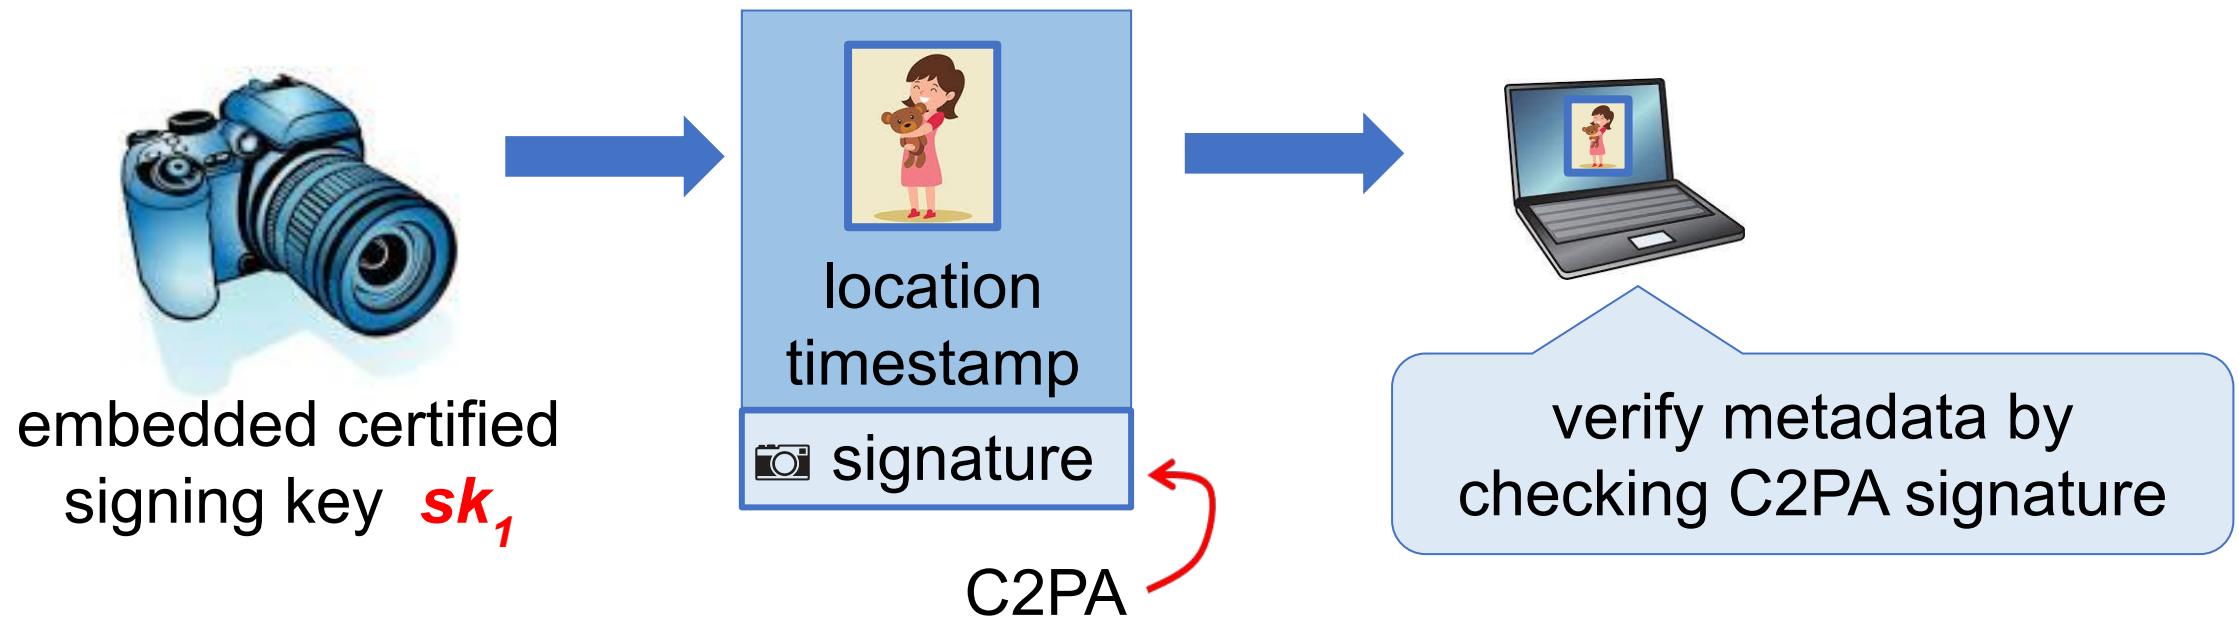 embedded certified
signing key sk1
location
timestamp
signature
C2PA
verify metadata by
checking C2PA signature